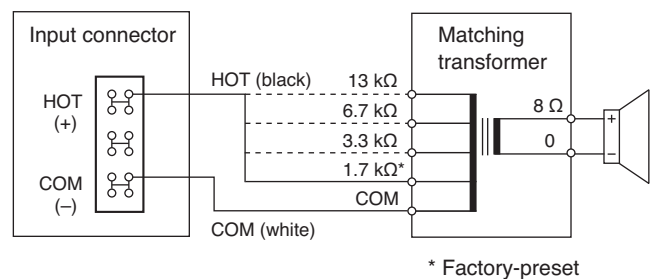 Input connector
HOT
(+)
COM
(–)
HOT (black)
COM (white)
13 kΩ
6.7 kΩ
3.3 kΩ
1.7 kΩ*
COM
Matching
transformer
8 Ω
0
+
–
* Factory-preset